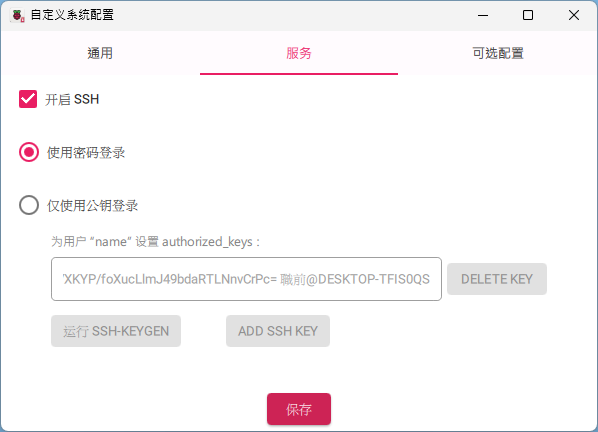 自定义系统配置
通用 服务 可选配置
开启 SSH
使用密码登录
仅使用公钥登录
为用户 “name” 设置 authorized_keys：
XKYP/foXucLlmJ49bdaRTLNnvCrPc= 職前@DESKTOP-TFIS0QS DELETE KEY
运行 SSH-KEYGEN ADD SSH KEY
保存